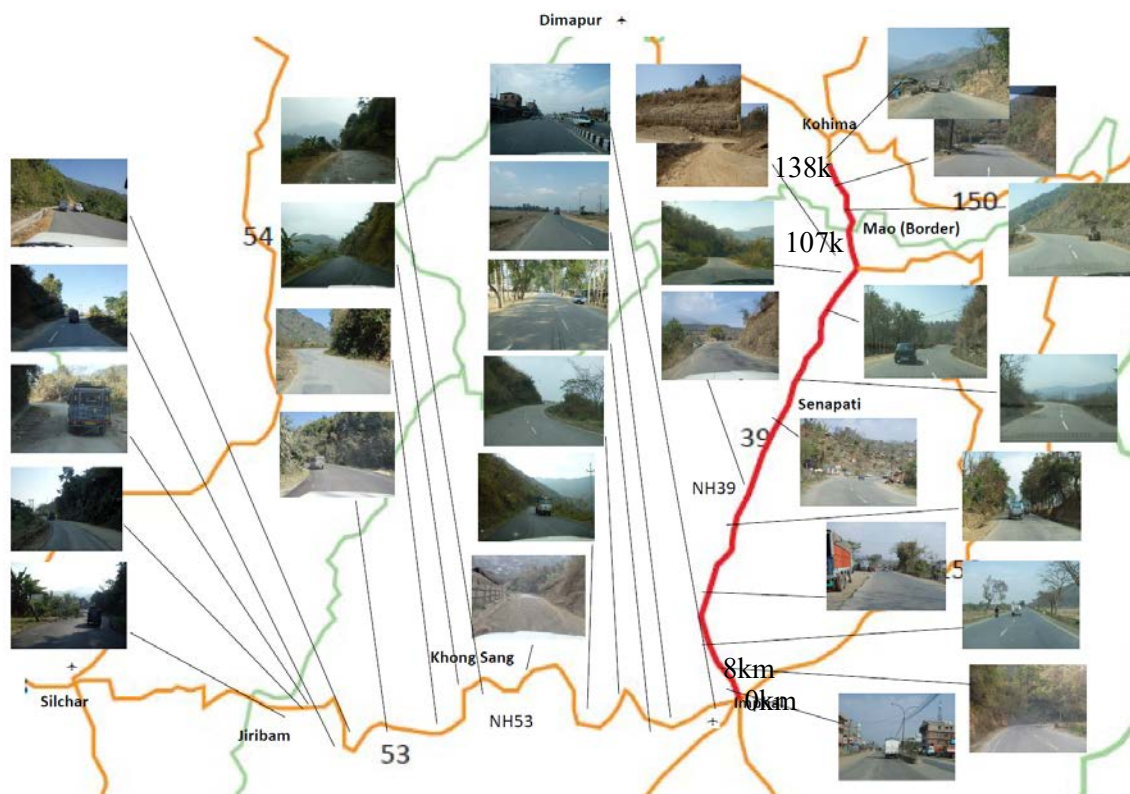 Dimapur
Kohima
138k
150
Mao (Border)
107k
54
Senapati
39
NH39
Khong Sang
8km
0km
Silchar
NH53
Jiribam
53